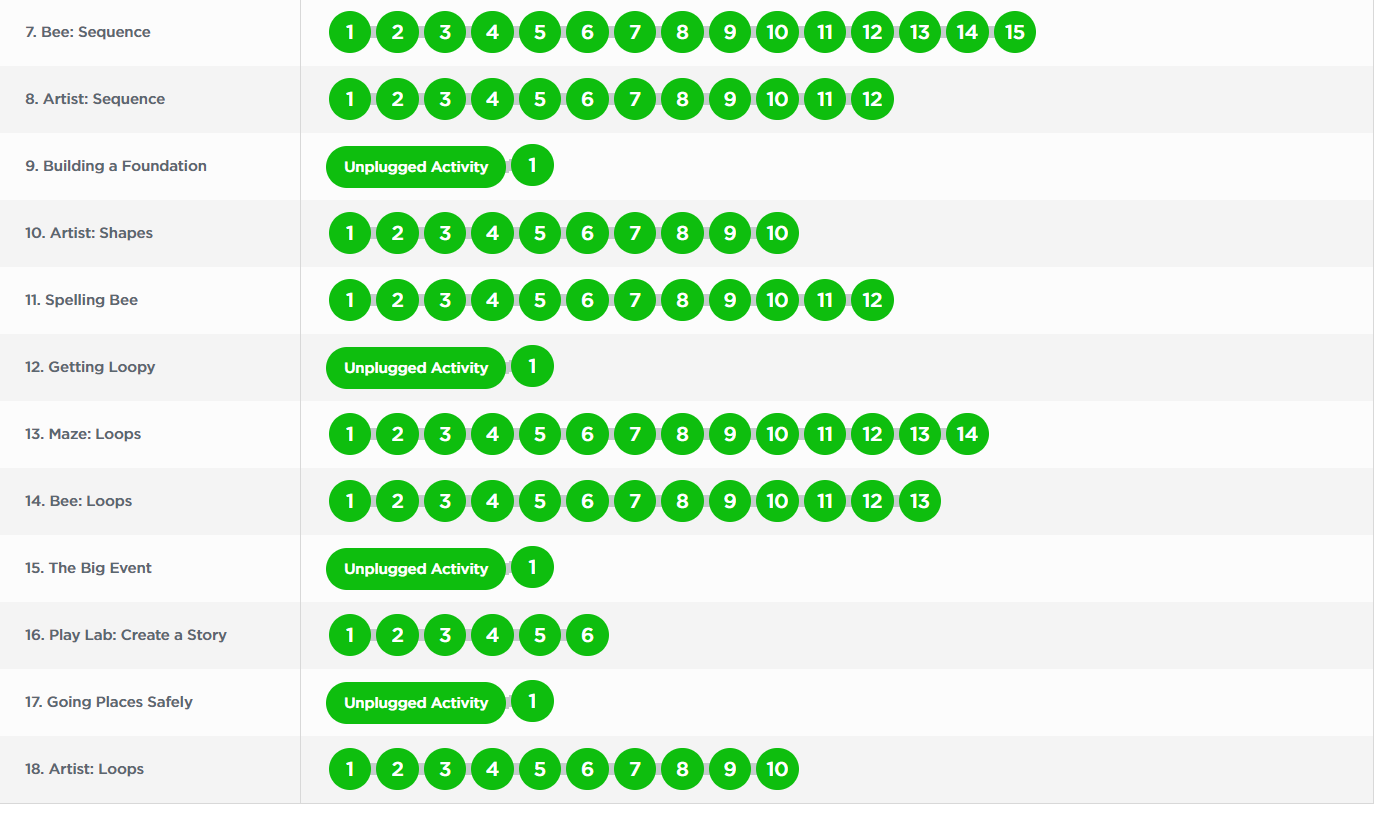 7. Bee: Sequence 1 2 3 4 5 6 7 8 9 10 11 12 13 14 15
8. Artist: Sequence 1 2 3 4 5 6 7 8 9 10 11 12
9. Building a Foundation Unplugged Activity 1
10. Artist: Shapes 1 2 3 4 5 6 7 8 9 10
11. Spelling Bee 1 2 3 4 5 6 7 8 9 10 11 12
12. Getting Loopy Unplugged Activity 1
13. Maze: Loops 1 2 3 4 5 6 7 8 9 10 11 12 13 14
14. Bee: Loops 1 2 3 4 5 6 7 8 9 10 11 12 13
15. The Big Event Unplugged Activity 1
16. Play Lab: Create a Story 1 2 3 4 5 6
17. Going Places Safely Unplugged Activity 1
18. Artist: Loops 1 2 3 4 5 6 7 8 9 10